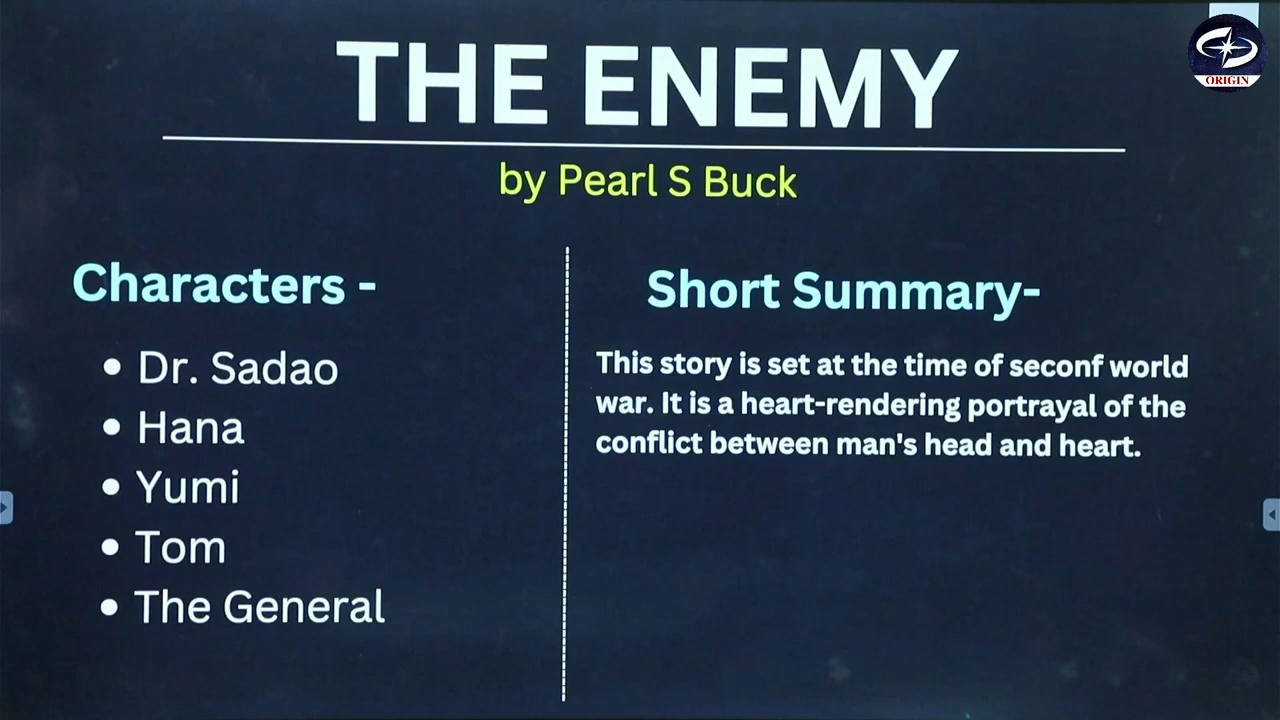 THE ENEMY
by Pearl S Buck
Characters -
• Dr. Sadao
• Hana
• Yumi
• Tom
• The General
Short Summary-
This story is set at the time of seconf world
war. It is a heart-rendering portrayal of the
conflict between man's head and heart.
ORIGIN